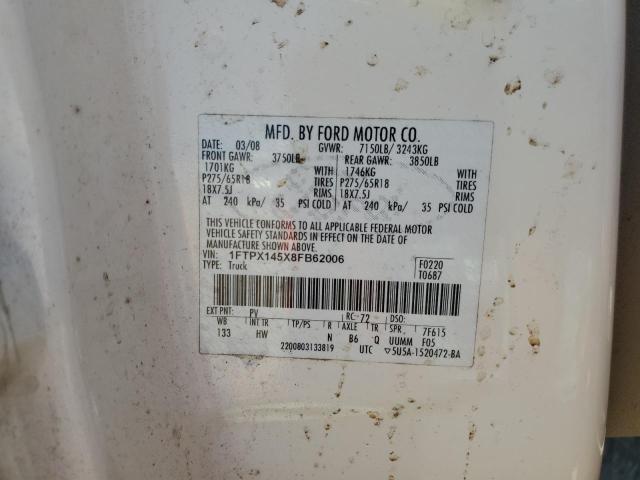 MFD. BY FORD MOTOR CO.
DATE: 03/08 GVWR: 7150LB/ 3243KG
FRONT GAWR: 3750LB REAR GAWR: 3850LB
1701KG WITH 1746KG WITH
P275/65R18 TIRES P275/65R18 TIRES
18X7.5J RIMS 18X7.5J RIMS
AT 240 kPa/ 35 PSI COLD AT 240 kPa/ 35 PSI COLD
THIS VEHICLE CONFORMS TO ALL APPLICABLE FEDERAL MOTOR
VEHICLE SAFETY STANDARDS IN EFFECT ON THE DATE OF
MANUFACTURE SHOWN ABOVE.
VIN: 1FTPX145X8FB62006 F0220
TYPE: Truck T0687
EXT PNT: PV RC: 72 DSO:
WB INT TR TP/PS R AXLE TR SPR 7F615
133 HW N B6 Q UUMM F05
2200803133819 UTC ▽5U5A-1520472-BA